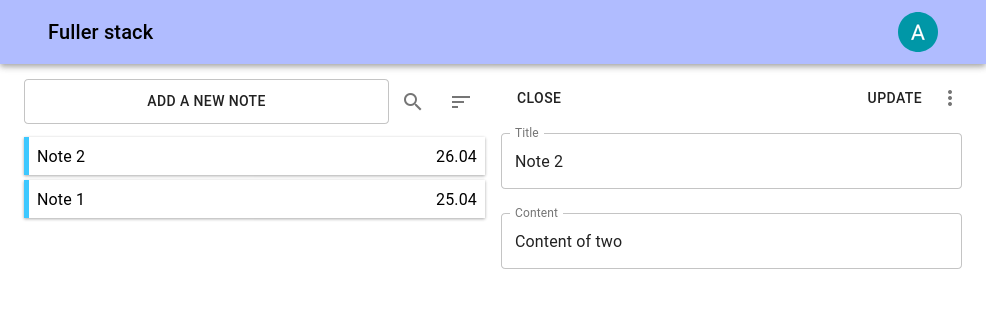 Fuller stack
A
ADD A NEW NOTE
Note 2 26.04
Note 1 25.04
CLOSE UPDATE
Title
Note 2
Content
Content of two